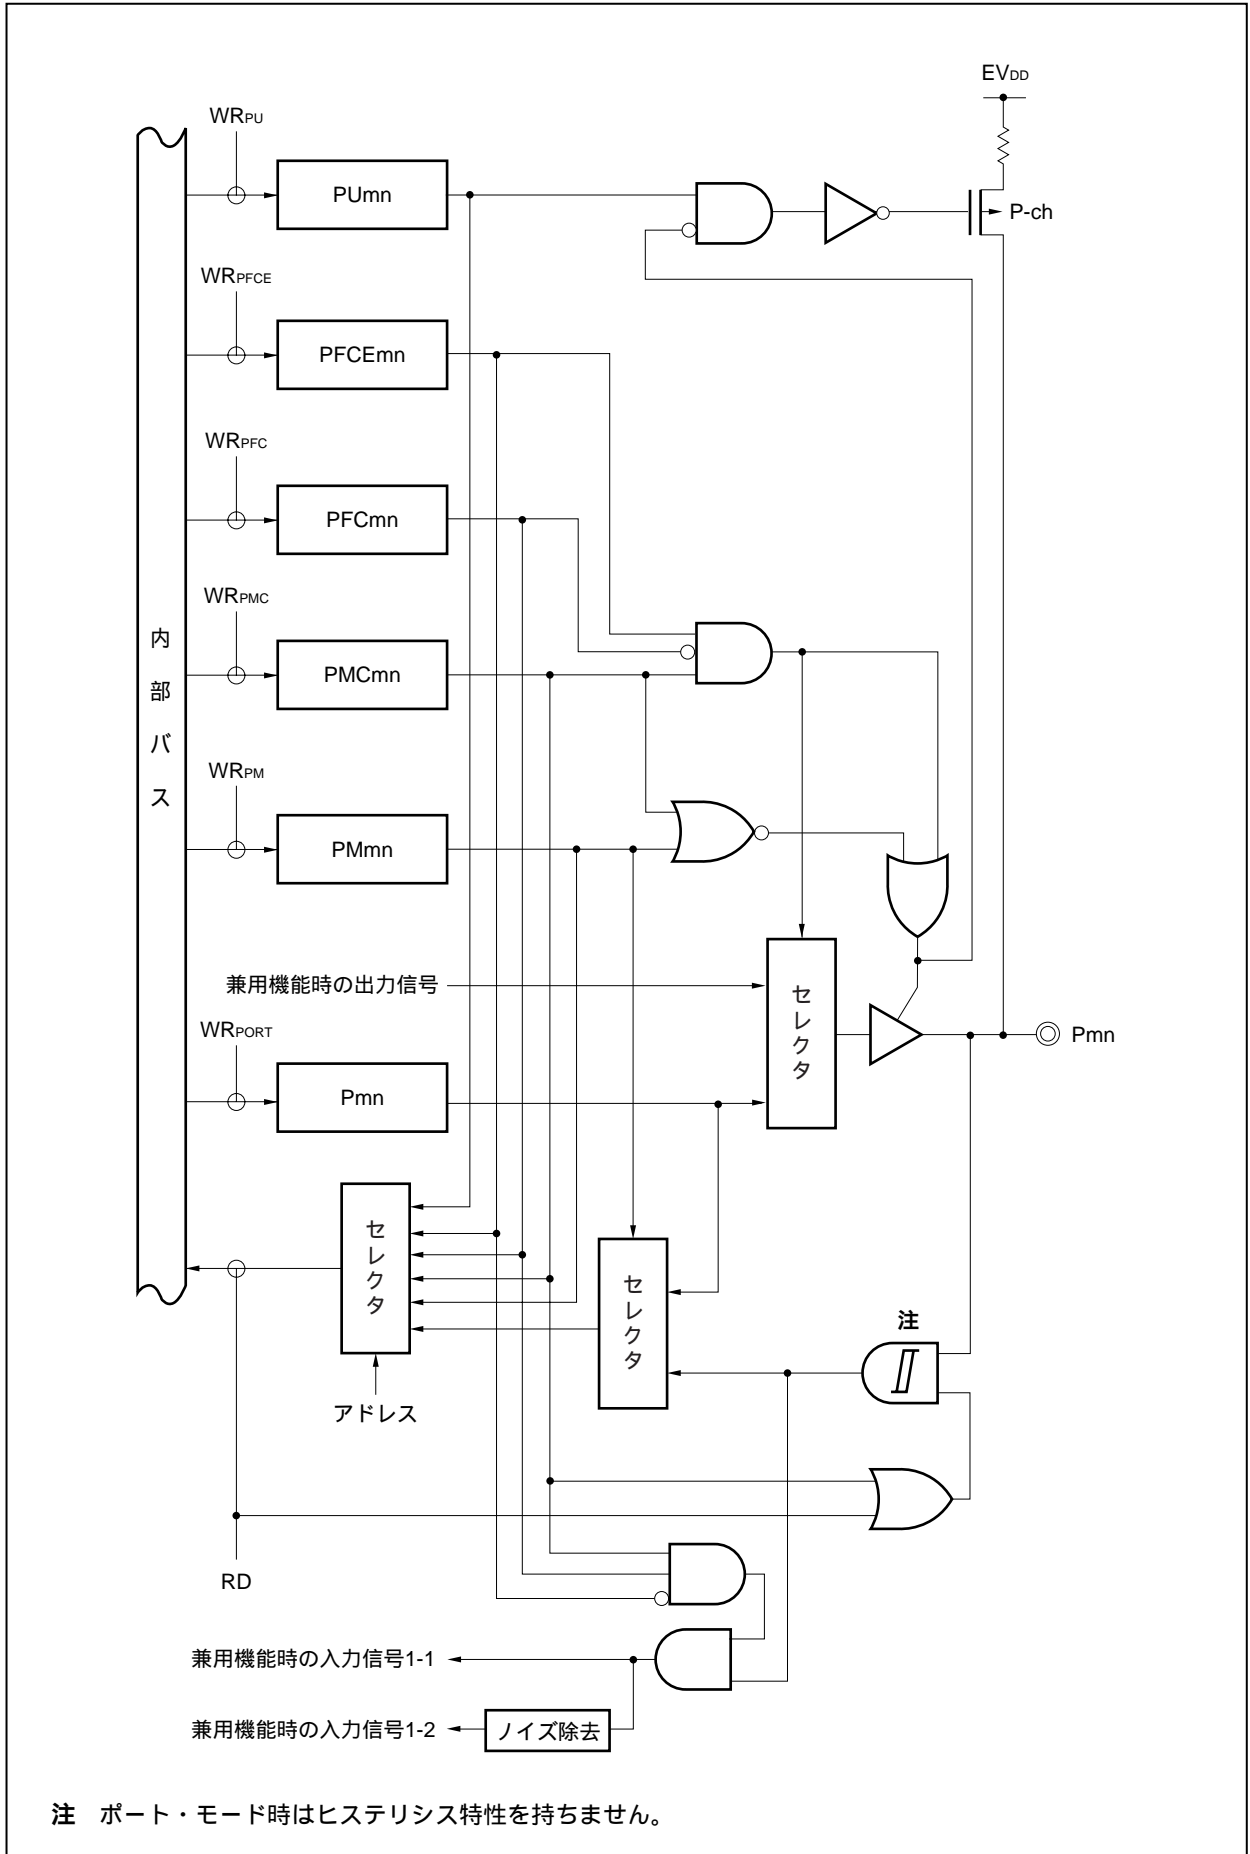 EVDD
WRPU
PUmn
P-ch
WRPFCE
PFCEmn
WRPFC
PFCmn
WRPMC
内部バス
PMCmn
WRPM
PMmn
兼用機能時の出力信号
セレクタ
WRPORT
Pmn
Pmn
セレクタ
セレクタ
注
アドレス
RD
兼用機能時の入力信号1-1
兼用機能時の入力信号1-2
ノイズ除去
注 ポート・モード時はヒステリシス特性を持ちません。